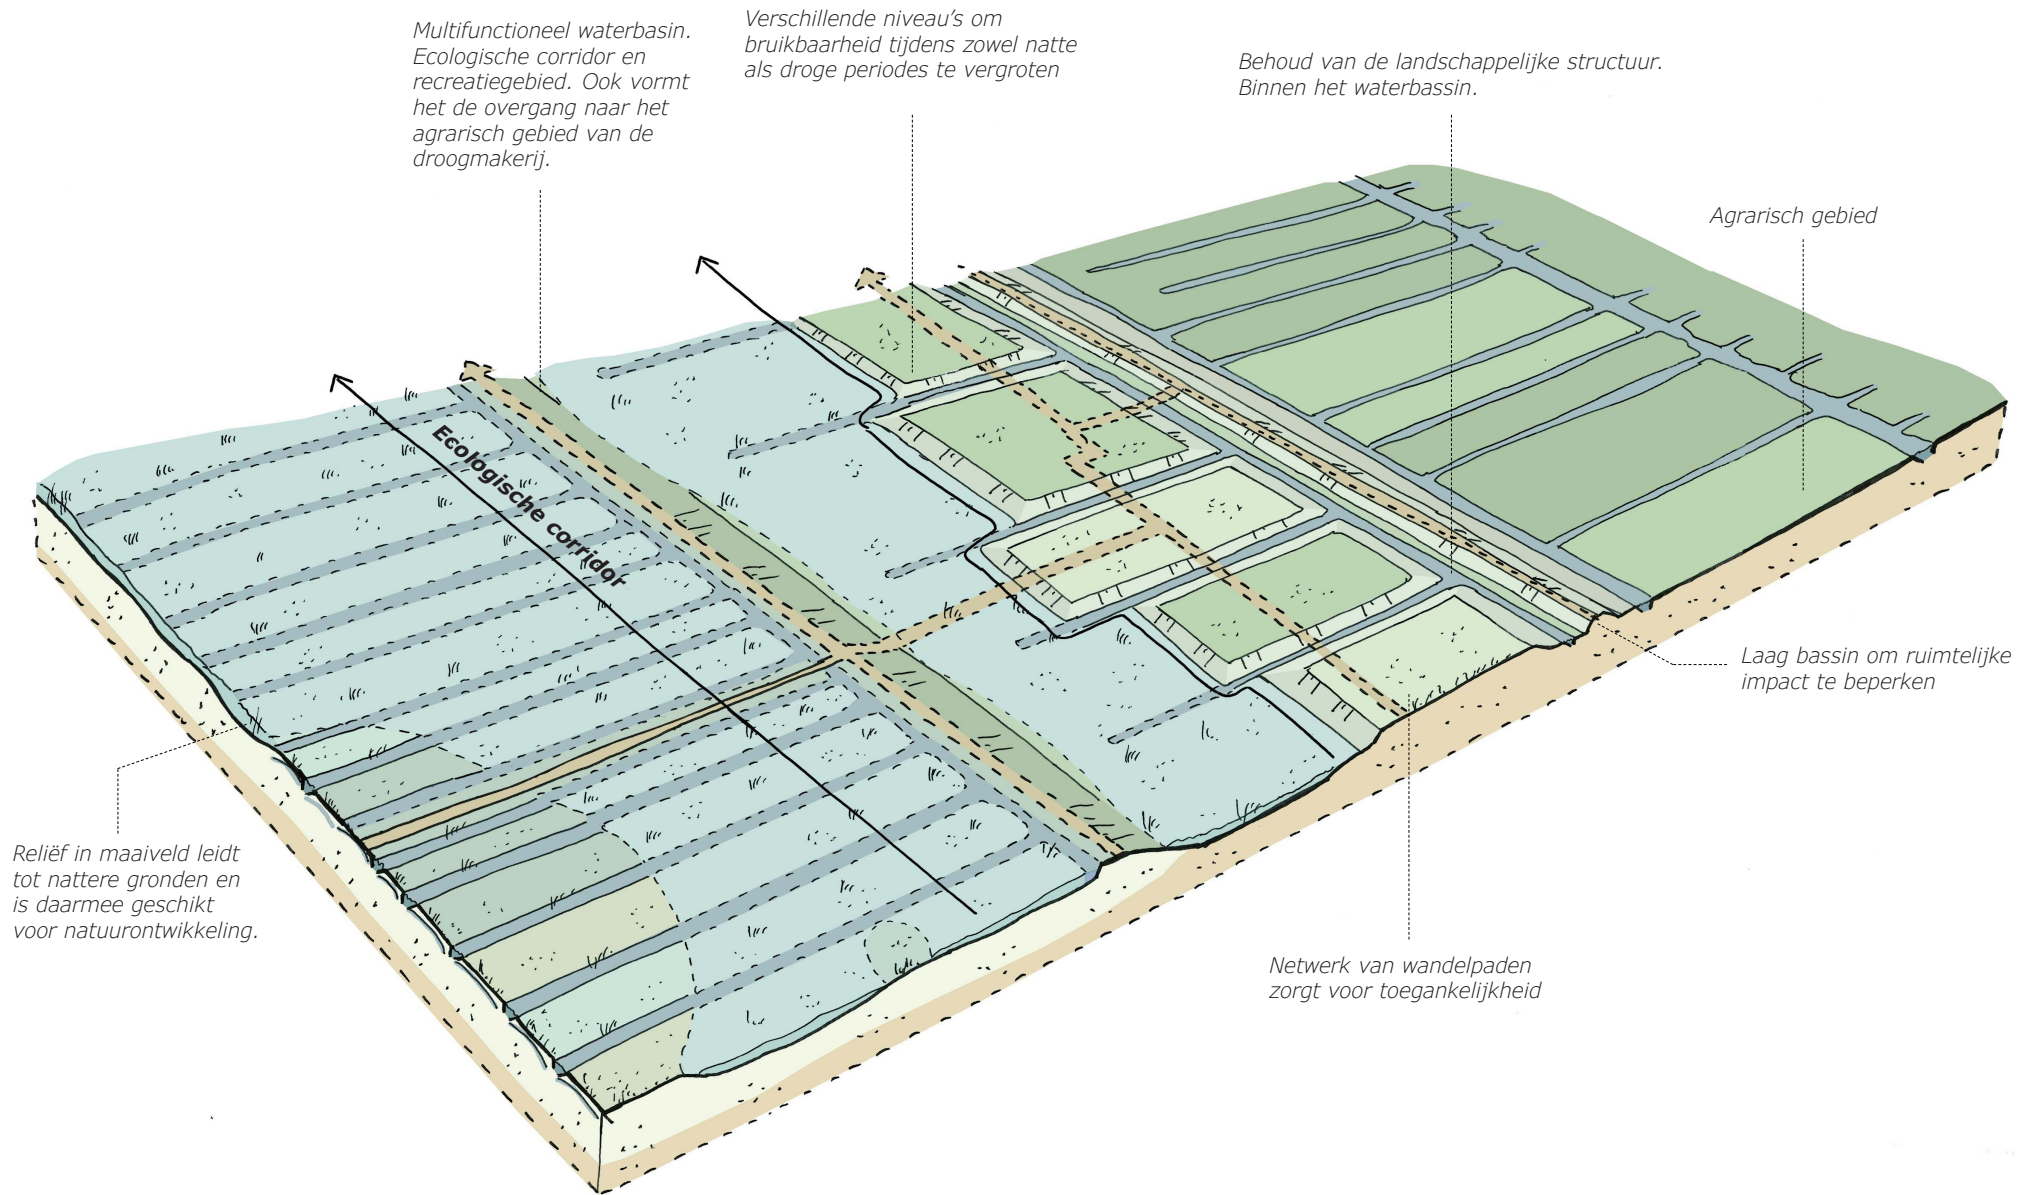 Multifunctioneel waterbasin.
Ecologische corridor en
recreatiegebied. Ook vormt
het de overgang naar het
agrarisch gebied van de
droogmakerij.
Verschillende niveau's om
bruikbaarheid tijdens zowel natte
als droge periodes te vergroten
Behoud van de landschappelijke structuur.
Binnen het waterbassin.
Agrarisch gebied
Ecologische corridor
Laag bassin om ruimtelijke
impact te beperken
Reliëf in maaiveld leidt
tot nattere gronden en
is daarmee geschikt
voor natuurontwikkeling.
Netwerk van wandelpaden
zorgt voor toegankelijkheid